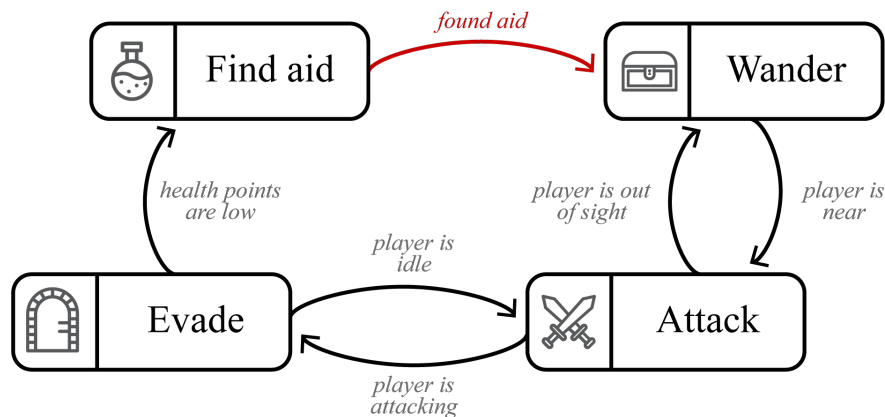 found aid
Find aid
Wander
health points
are low
player is out
of sight
player is
near
player is
idle
Evade
Attack
player is
attacking